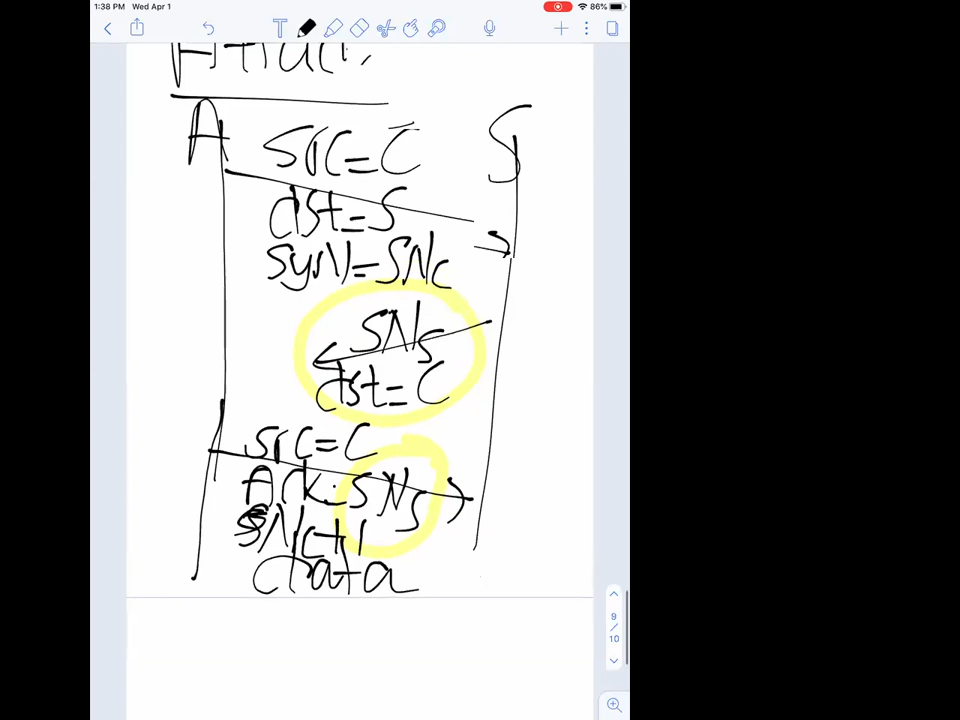 1:38 PM Wed Apr 1
86%
Attack
A
S
src=C
dst=S
SyN=SNc
SNs
dst=C
src=C
Ack:SNs
SNc+1
data
9
/
10